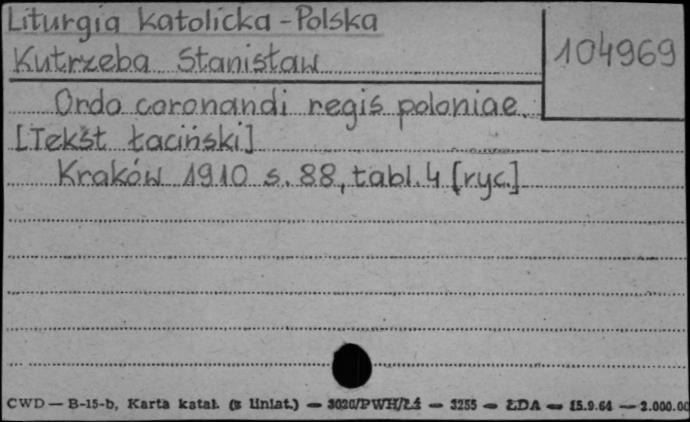 Liturgia katolicka - Polska
Kutrzeba Stanisław
104969
Ordo coronandi regis poloniae.
[Tekst łaciński]
Kraków 1910 s. 88, tabl. 4 [ryc.]
CWD — B-15-b, Karta katal. (z liniat.) — 3020/PWH/Łź — 3255 — ŁDA — 15.9.64 — 2.000.00